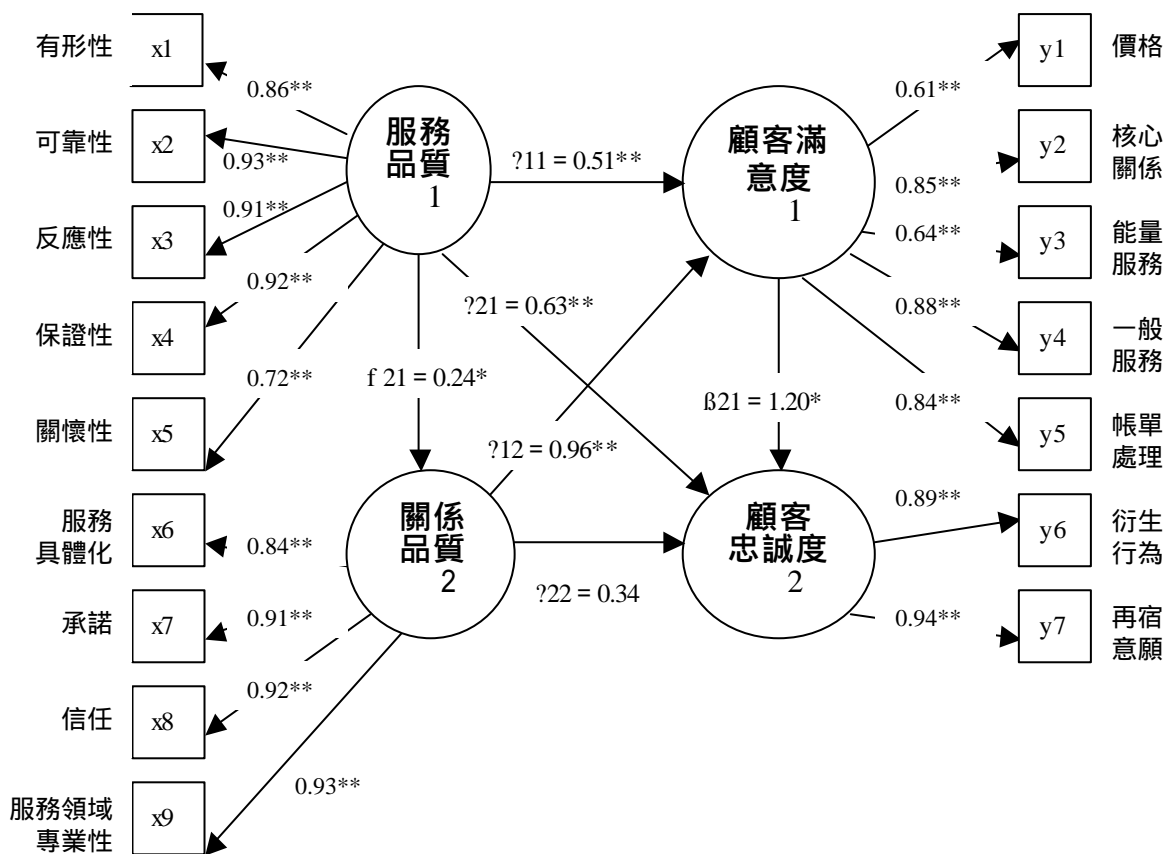 有形性
x1
0.86**
可靠性
x2
0.93**
反應性
x3
0.91**
保證性
x4
0.92**
關懷性
x5
0.72**
服務
具體化
x6
0.84**
承諾
x7
0.91**
信任
x8
0.92**
服務領域
專業性
x9
0.93**
服務
品質
1
?11 = 0.51**
?21 = 0.63**
f 21 = 0.24*
?12 = 0.96**
關係
品質
2
?22 = 0.34
顧客滿
意度
1
ß21 = 1.20*
顧客
忠誠度
2
0.61**
y1
價格
0.85**
y2
核心
關係
0.64**
y3
能量
服務
0.88**
y4
一般
服務
0.84**
y5
帳單
處理
0.89**
y6
衍生
行為
0.94**
y7
再宿
意願